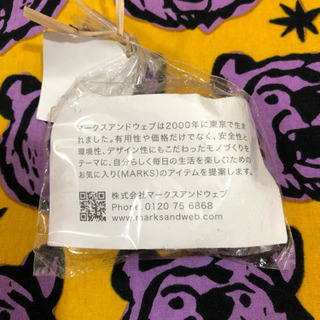 マークスアンドウェブは2000年に東京で生ま
れました。有用性や価格だけでなく、安全性と
環境性、デザイン性にもこだわったモノづくりを
テーマに、自分らしく毎日の生活を楽しむための
お気に入り(MARKS)のアイテムを提案します。
株式会社マークスアンドウェブ
Phone. 0120 75 6868
www.marksandweb.com